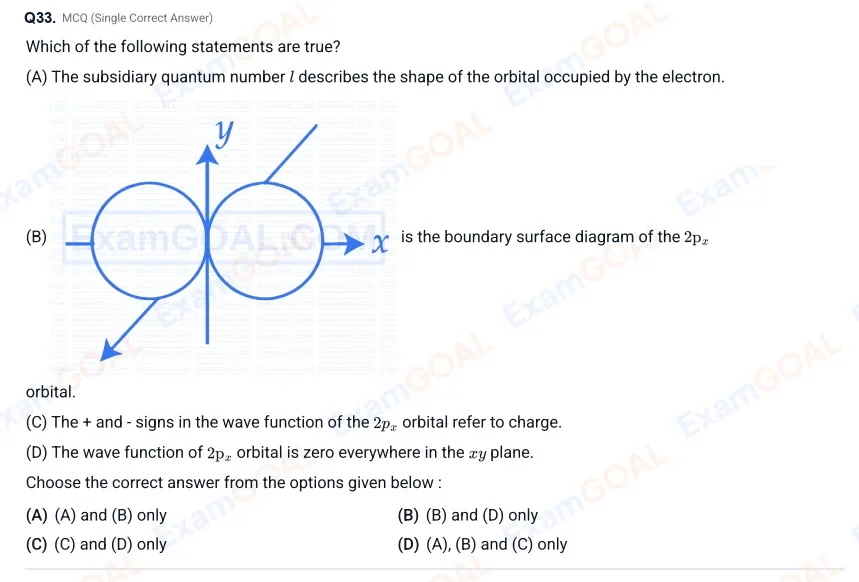 Q33. MCQ (Single Correct Answer)
Which of the following statements are true?
(A) The subsidiary quantum number l describes the shape of the orbital occupied by the electron.
y
(B) x is the boundary surface diagram of the 2pₓ
orbital.
(C) The + and - signs in the wave function of the 2pₓ orbital refer to charge.
(D) The wave function of 2pₓ orbital is zero everywhere in the xy plane.
Choose the correct answer from the options given below :
(A) (A) and (B) only (B) (B) and (D) only
(C) (C) and (D) only (D) (A), (B) and (C) only
ExamGOAL
ExamGOAL.COM